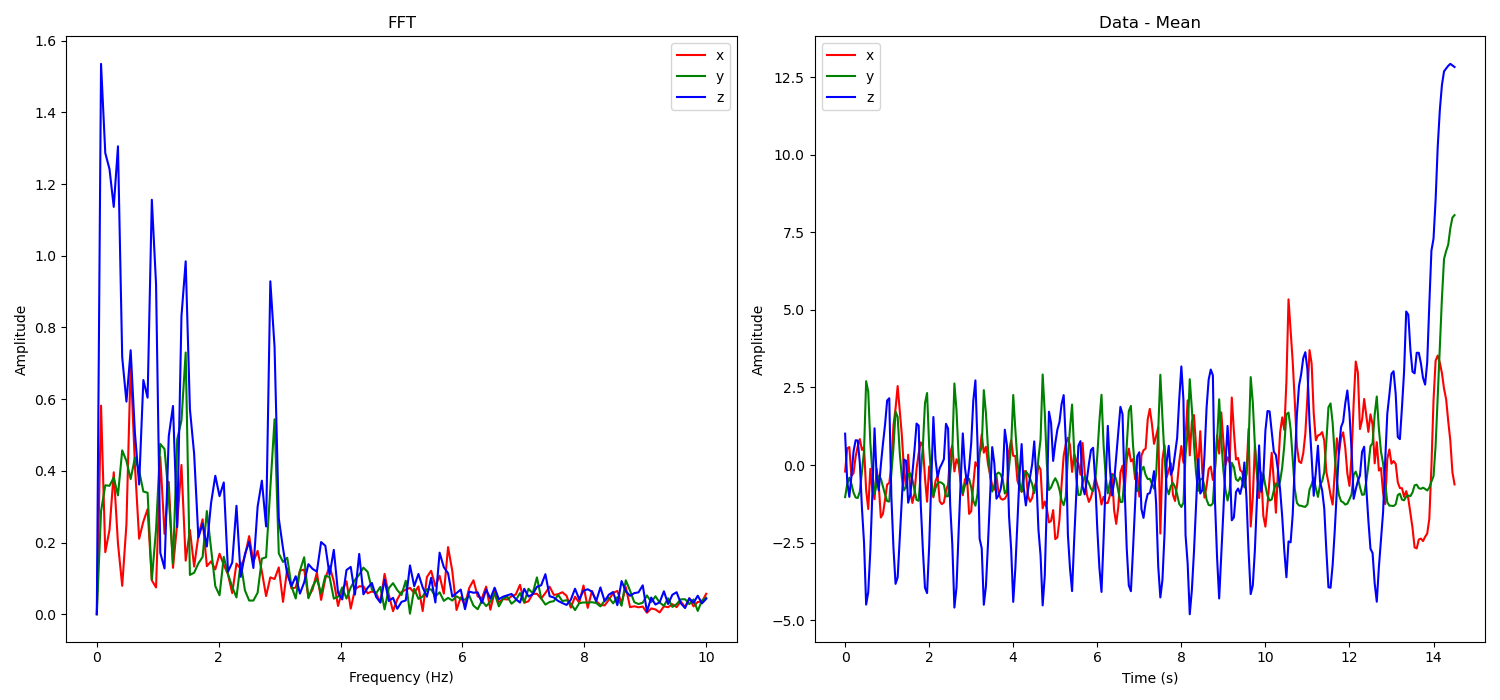 FFT
x
y
z
1.6
1.4
1.2
1.0
0.8
0.6
0.4
0.2
0.0
Amplitude
0 2 4 6 8 10
Frequency (Hz)
Data - Mean
x
y
z
12.5
10.0
7.5
5.0
2.5
0.0
−2.5
−5.0
Amplitude
0 2 4 6 8 10 12 14
Time (s)